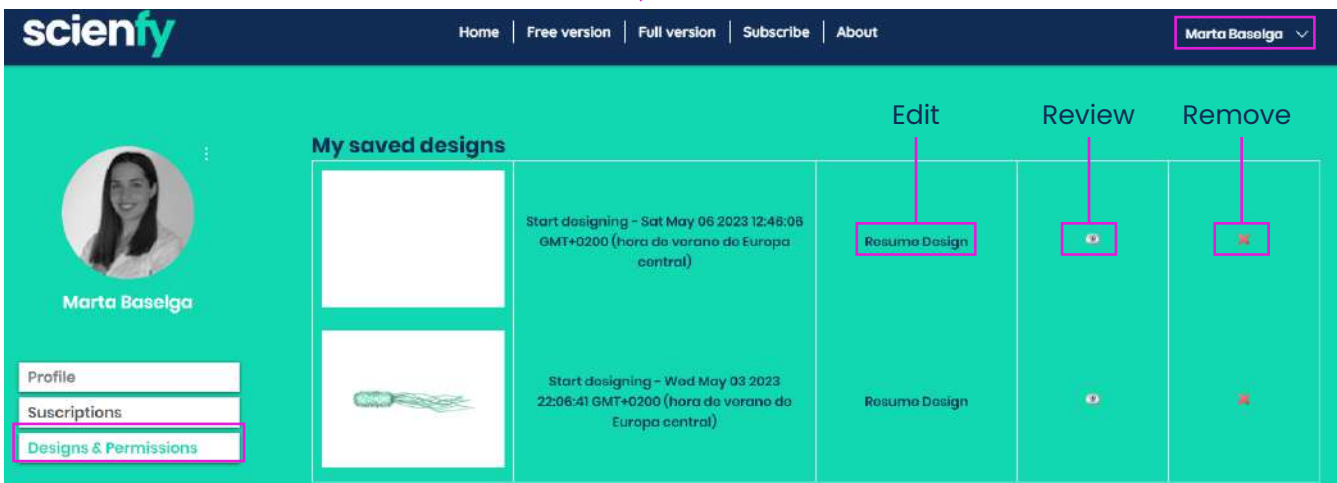 scienfy
Home Free version Full version Subscribe About
Marta Baselga
Edit Review Remove
My saved designs
Start designing - Sat May 06 2023 12:46:06
GMT+0200 (hora de verano de Europa
central)
Resume Design
Marta Baselga
Profile
Suscriptions
Designs & Permissions
Start designing - Wed May 03 2023
22:06:41 GMT+0200 (hora de verano de
Europa central)
Resume Design